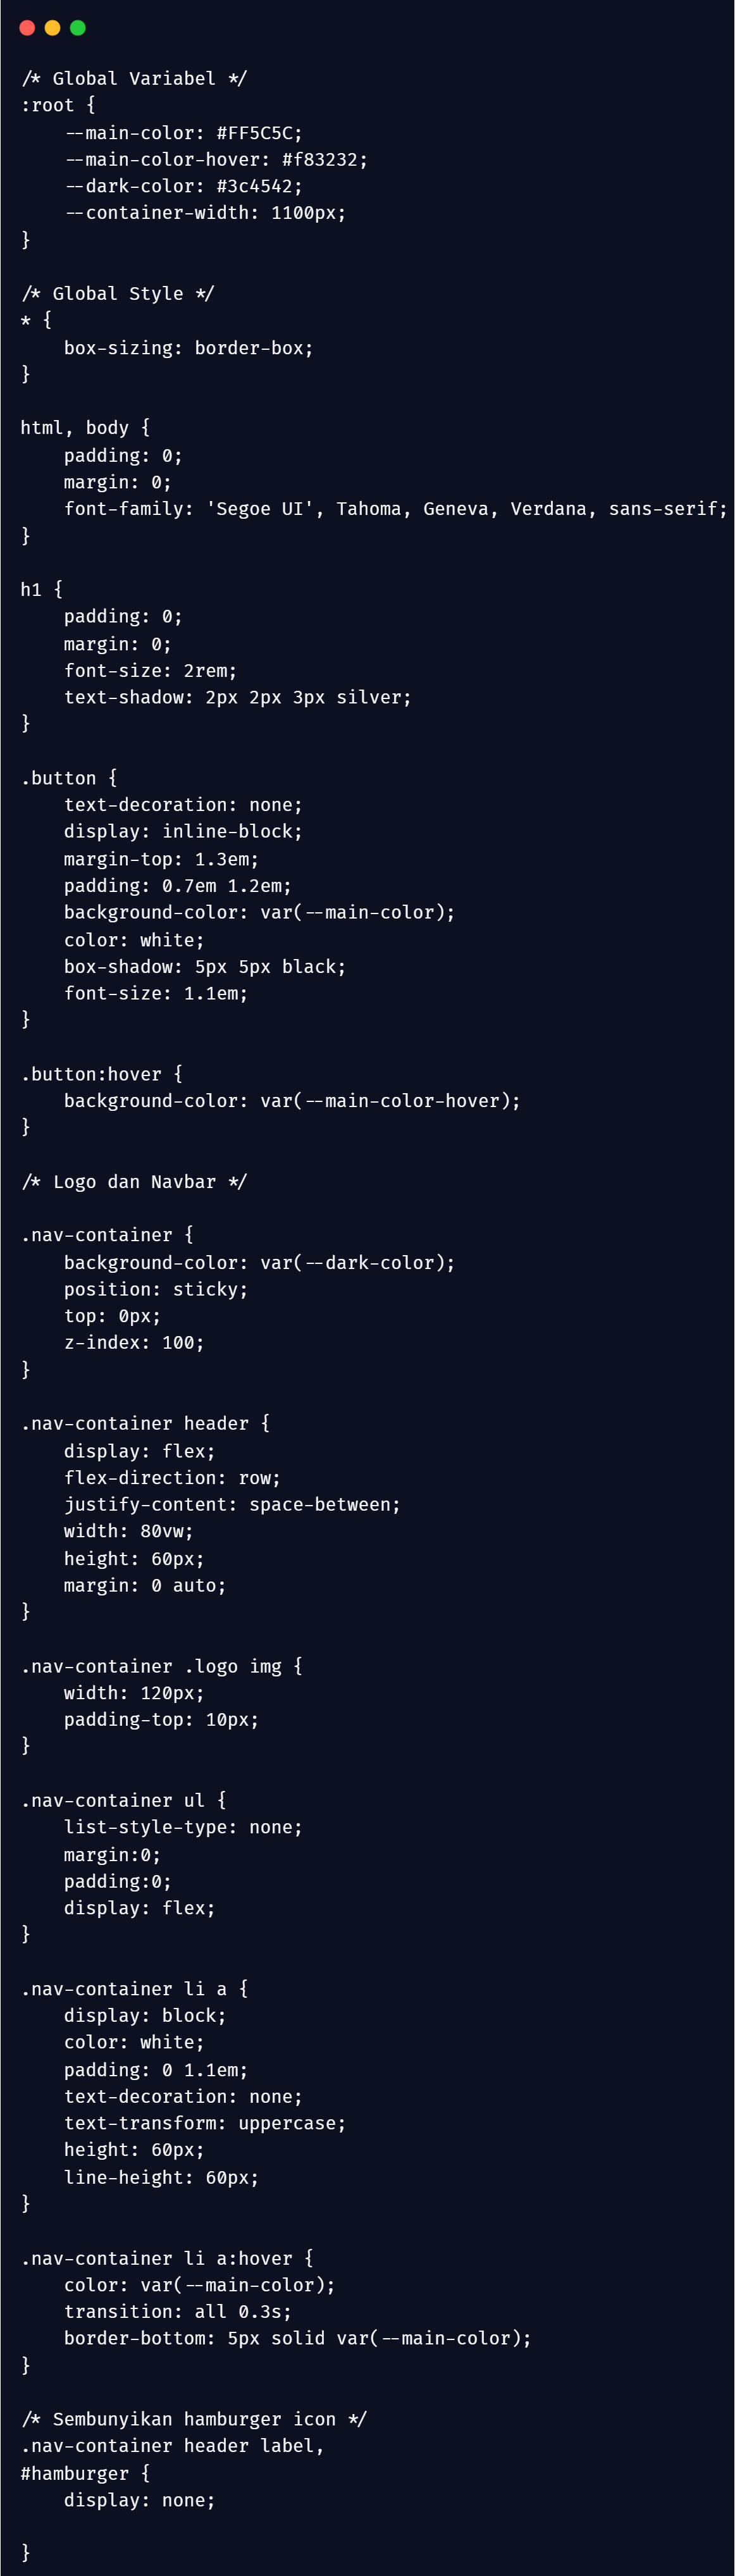 /* Global Variabel */
:root {
    --main-color: #FF5C5C;
    --main-color-hover: #f83232;
    --dark-color: #3c4542;
    --container-width: 1100px;
}

/* Global Style */
* {
    box-sizing: border-box;
}

html, body {
    padding: 0;
    margin: 0;
    font-family: 'Segoe UI', Tahoma, Geneva, Verdana, sans-serif;
}

h1 {
    padding: 0;
    margin: 0;
    font-size: 2rem;
    text-shadow: 2px 2px 3px silver;
}

.button {
    text-decoration: none;
    display: inline-block;
    margin-top: 1.3em;
    padding: 0.7em 1.2em;
    background-color: var(--main-color);
    color: white;
    box-shadow: 5px 5px black;
    font-size: 1.1em;
}

.button:hover {
    background-color: var(--main-color-hover);
}

/* Logo dan Navbar */

.nav-container {
    background-color: var(--dark-color);
    position: sticky;
    top: 0px;
    z-index: 100;
}

.nav-container header {
    display: flex;
    flex-direction: row;
    justify-content: space-between;
    width: 80vw;
    height: 60px;
    margin: 0 auto;
}

.nav-container .logo img {
    width: 120px;
    padding-top: 10px;
}

.nav-container ul {
    list-style-type: none;
    margin:0;
    padding:0;
    display: flex;
}

.nav-container li a {
    display: block;
    color: white;
    padding: 0 1.1em;
    text-decoration: none;
    text-transform: uppercase;
    height: 60px;
    line-height: 60px;
}

.nav-container li a:hover {
    color: var(--main-color);
    transition: all 0.3s;
    border-bottom: 5px solid var(--main-color);
}

/* Sembunyikan hamburger icon */
.nav-container header label,
#hamburger {
    display: none;

}